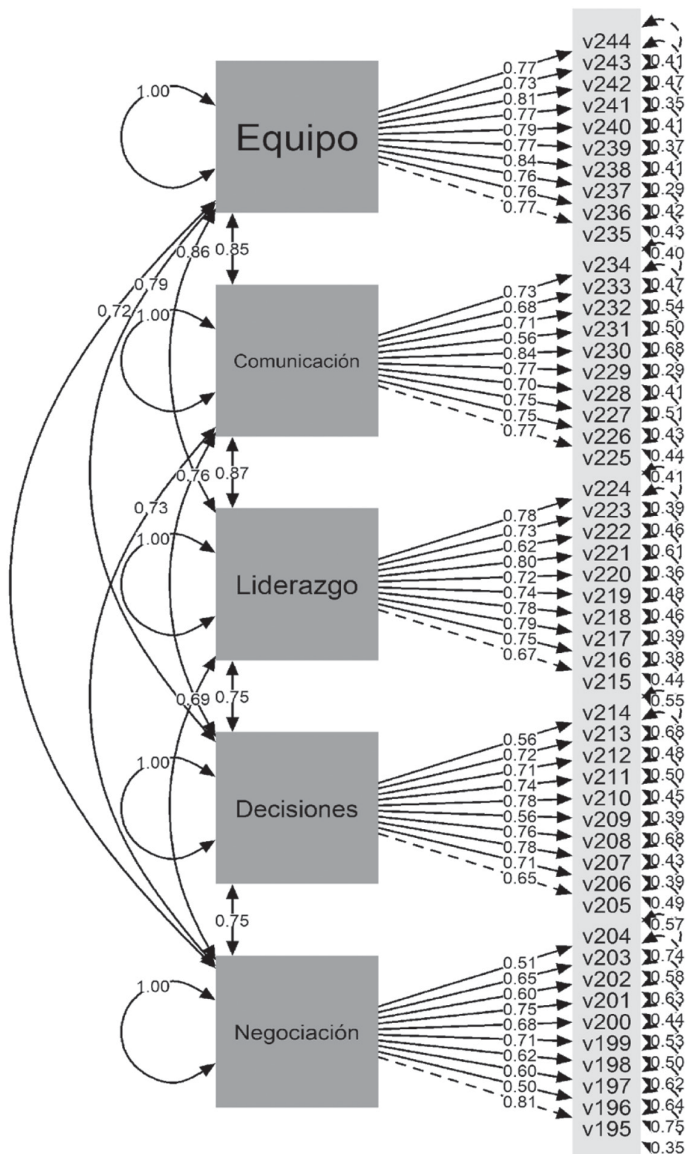 1.00
Equipo
0.86
0.85
0.79
0.72
1.00
Comunicación
0.76
0.87
0.73
1.00
Liderazgo
0.69
0.75
1.00
Decisiones
0.75
1.00
Negociación
0.77
0.73
0.81
0.77
0.79
0.77
0.84
0.76
0.76
0.77
0.73
0.68
0.71
0.56
0.84
0.77
0.70
0.75
0.75
0.77
0.78
0.73
0.62
0.80
0.72
0.74
0.78
0.79
0.75
0.67
0.56
0.72
0.71
0.74
0.78
0.56
0.76
0.78
0.71
0.65
0.51
0.65
0.60
0.75
0.68
0.71
0.62
0.60
0.50
0.81
v244
v243
v242
v241
v240
v239
v238
v237
v236
v235
v234
v233
v232
v231
v230
v229
v228
v227
v226
v225
v224
v223
v222
v221
v220
v219
v218
v217
v216
v215
v214
v213
v212
v211
v210
v209
v208
v207
v206
v205
v204
v203
v202
v201
v200
v199
v198
v197
v196
v195
0.41
0.47
0.35
0.41
0.37
0.41
0.29
0.42
0.43
0.40
0.47
0.54
0.50
0.68
0.29
0.41
0.51
0.43
0.44
0.41
0.39
0.46
0.61
0.36
0.48
0.46
0.39
0.38
0.44
0.55
0.68
0.48
0.50
0.45
0.39
0.68
0.43
0.39
0.49
0.57
0.74
0.58
0.63
0.44
0.53
0.50
0.62
0.64
0.75
0.35